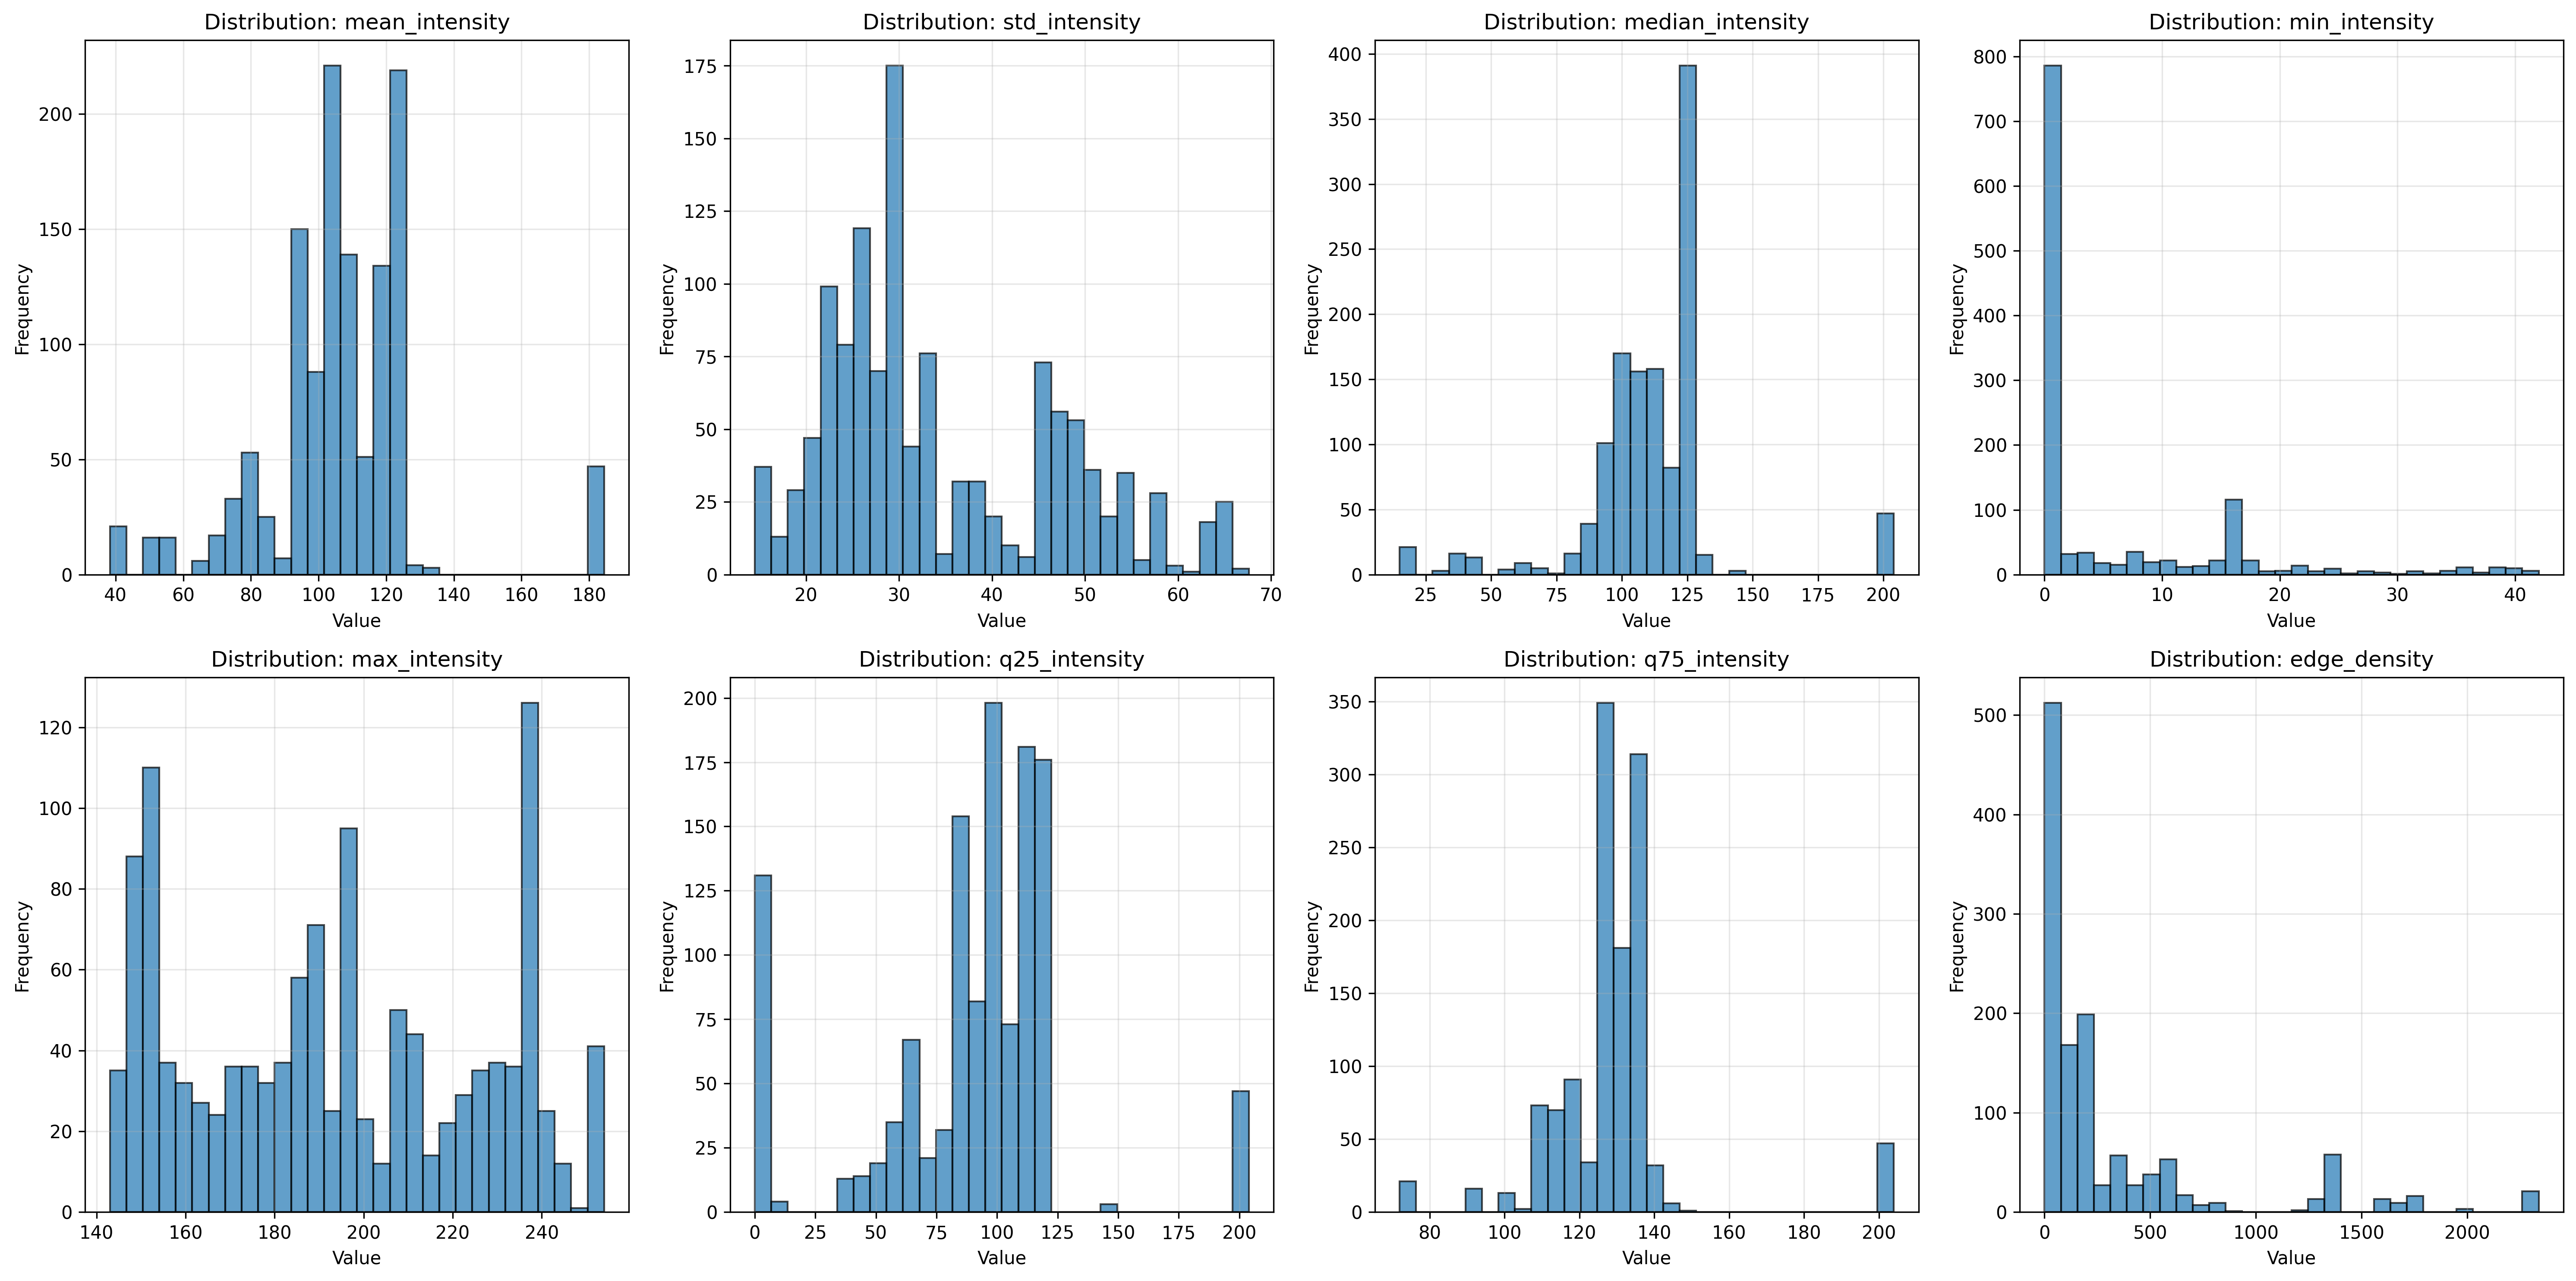 Distribution: mean_intensity
Frequency
200
150
100
50
0
40 60 80 100 120 140 160 180
Value
Distribution: std_intensity
Frequency
175
150
125
100
75
50
25
0
20 30 40 50 60 70
Value
Distribution: median_intensity
Frequency
400
350
300
250
200
150
100
50
0
25 50 75 100 125 150 175 200
Value
Distribution: min_intensity
Frequency
800
700
600
500
400
300
200
100
0
0 10 20 30 40
Value
Distribution: max_intensity
Frequency
120
100
80
60
40
20
0
140 160 180 200 220 240
Value
Distribution: q25_intensity
Frequency
200
175
150
125
100
75
50
25
0
0 25 50 75 100 125 150 175 200
Value
Distribution: q75_intensity
Frequency
350
300
250
200
150
100
50
0
80 100 120 140 160 180 200
Value
Distribution: edge_density
Frequency
500
400
300
200
100
0
0 500 1000 1500 2000
Value